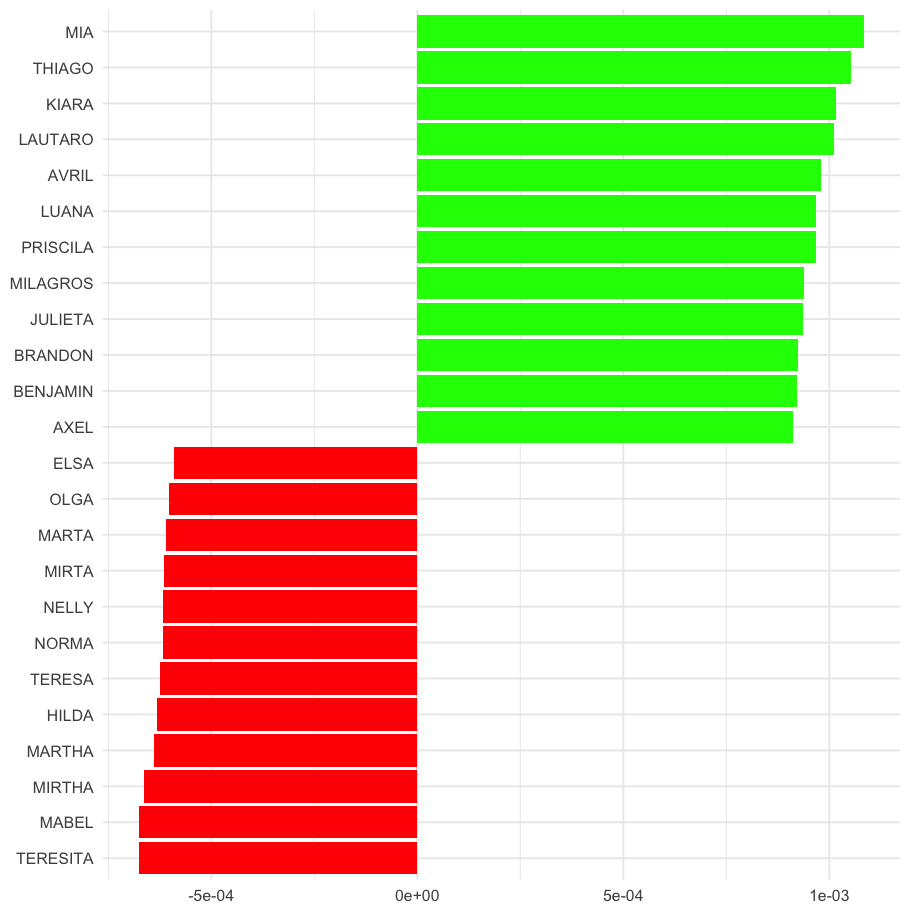 MIA
THIAGO
KIARA
LAUTARO
AVRIL
LUANA
PRISCILA
MILAGROS
JULIETA
BRANDON
BENJAMIN
AXEL
ELSA
OLGA
MARTA
MIRTA
NELLY
NORMA
TERESA
HILDA
MARTHA
MIRTHA
MABEL
TERESITA
-5e-04 0e+00 5e-04 1e-03